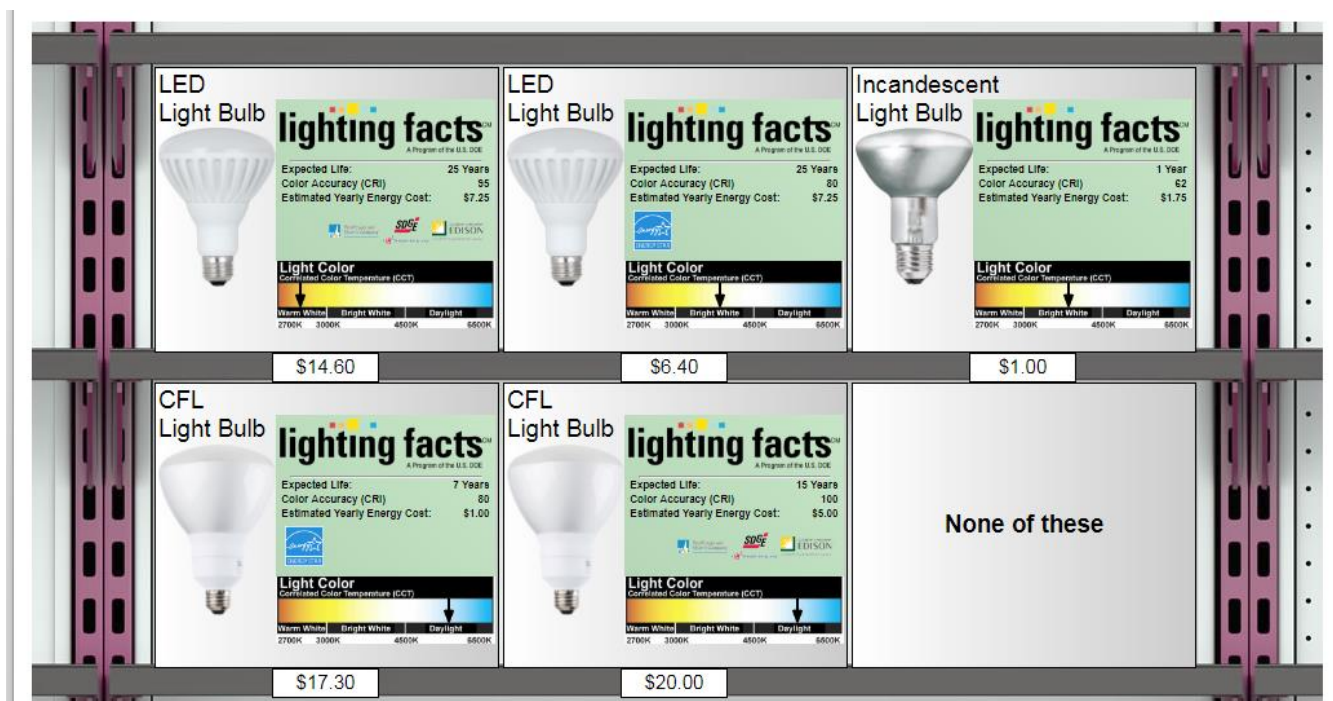 LED
Light Bulb
lighting facts
A Program of the U.S. DOE
Expected Life: 25 Years
Color Accuracy (CRI) 95
Estimated Yearly Energy Cost: $7.25
SDGE
EDISON
Light Color
Correlated Color Temperature (CCT)
Warm White Bright White Daylight
2700K 3000K 4500K 6500K
$14.60
LED
Light Bulb
lighting facts
A Program of the U.S. DOE
Expected Life: 25 Years
Color Accuracy (CRI) 80
Estimated Yearly Energy Cost: $7.25
ENERGY STAR
Light Color
Correlated Color Temperature (CCT)
Warm White Bright White Daylight
2700K 3000K 4500K 6500K
$6.40
Incandescent
Light Bulb
lighting facts
A Program of the U.S. DOE
Expected Life: 1 Year
Color Accuracy (CRI) 62
Estimated Yearly Energy Cost: $1.75
Light Color
Correlated Color Temperature (CCT)
Warm White Bright White Daylight
2700K 3000K 4500K 6500K
$1.00
CFL
Light Bulb
lighting facts
A Program of the U.S. DOE
Expected Life: 7 Years
Color Accuracy (CRI) 80
Estimated Yearly Energy Cost: $1.00
ENERGY STAR
Light Color
Correlated Color Temperature (CCT)
Warm White Bright White Daylight
2700K 3000K 4500K 6500K
$17.30
CFL
Light Bulb
lighting facts
A Program of the U.S. DOE
Expected Life: 15 Years
Color Accuracy (CRI) 100
Estimated Yearly Energy Cost: $5.00
SDGE
EDISON
Light Color
Correlated Color Temperature (CCT)
Warm White Bright White Daylight
2700K 3000K 4500K 6500K
$20.00
None of these